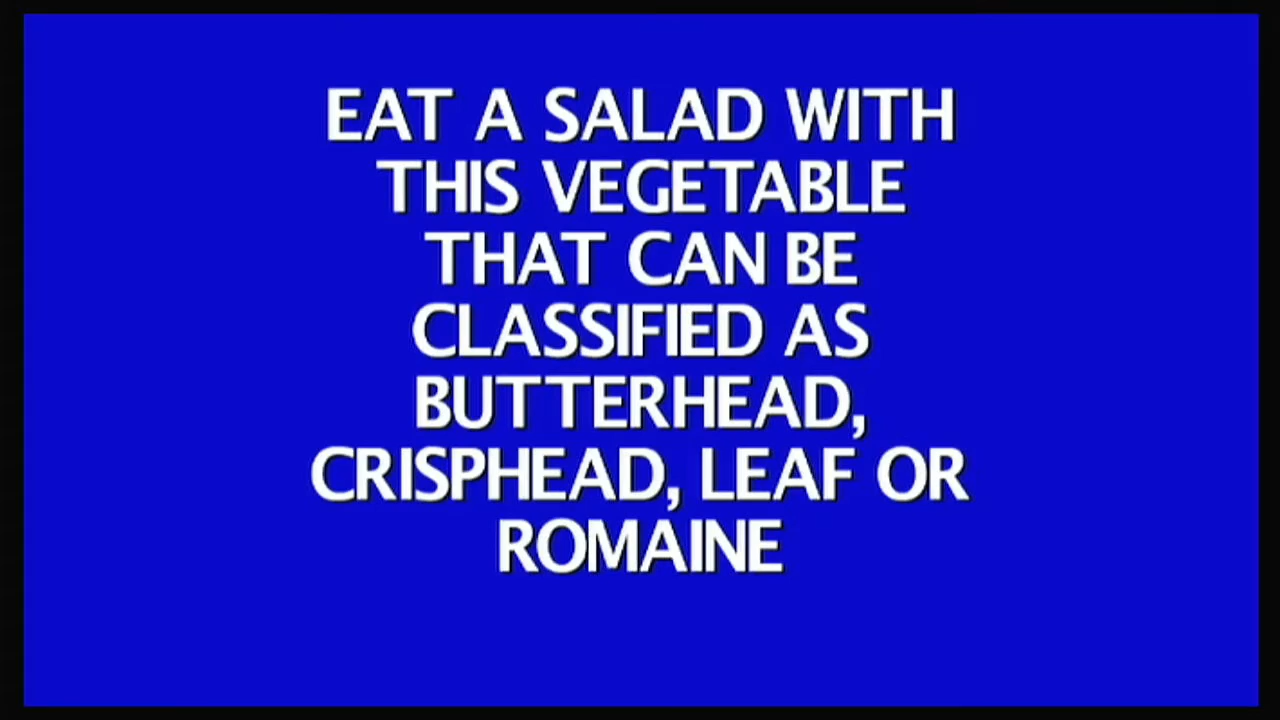 EAT A SALAD WITH
THIS VEGETABLE
THAT CAN BE
CLASSIFIED AS
BUTTERHEAD,
CRISPHEAD, LEAF OR
ROMAINE